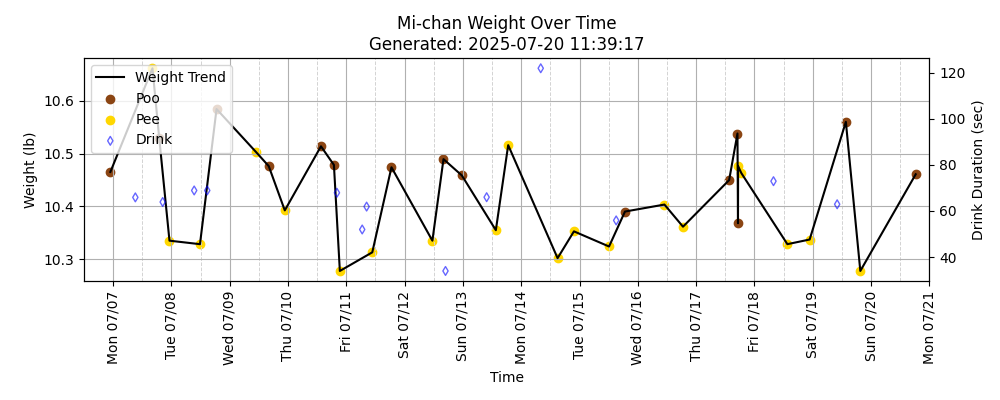 Mi-chan Weight Over Time
Generated: 2025-07-20 11:39:17
Weight Trend
Poo
Pee
Drink
Weight (lb)
10.6
10.5
10.4
10.3
120
100
80
60
40
Drink Duration (sec)
Mon 07/07
Tue 07/08
Wed 07/09
Thu 07/10
Fri 07/11
Sat 07/12
Sun 07/13
Mon 07/14
Tue 07/15
Wed 07/16
Thu 07/17
Fri 07/18
Sat 07/19
Sun 07/20
Mon 07/21
Time